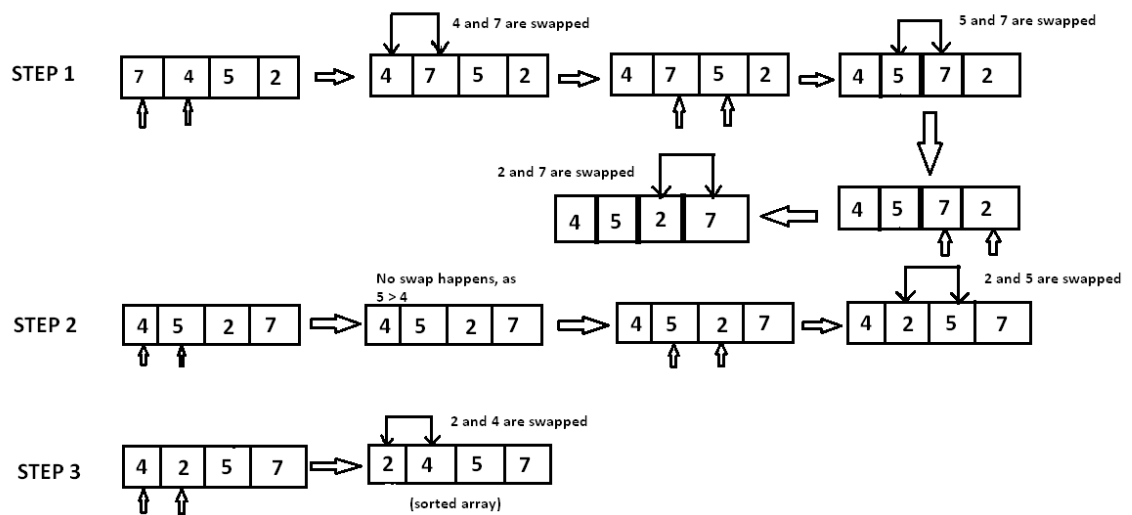 4 and 7 are swapped
5 and 7 are swapped
STEP 1
7 4 5 2
4 7 5 2
4 7 5 2
4 5 7 2
2 and 7 are swapped
4 5 2 7
4 5 7 2
No swap happens, as
5 > 4
2 and 5 are swapped
STEP 2
4 5 2 7
4 5 2 7
4 5 2 7
4 2 5 7
2 and 4 are swapped
STEP 3
4 2 5 7
2 4 5 7
(sorted array)